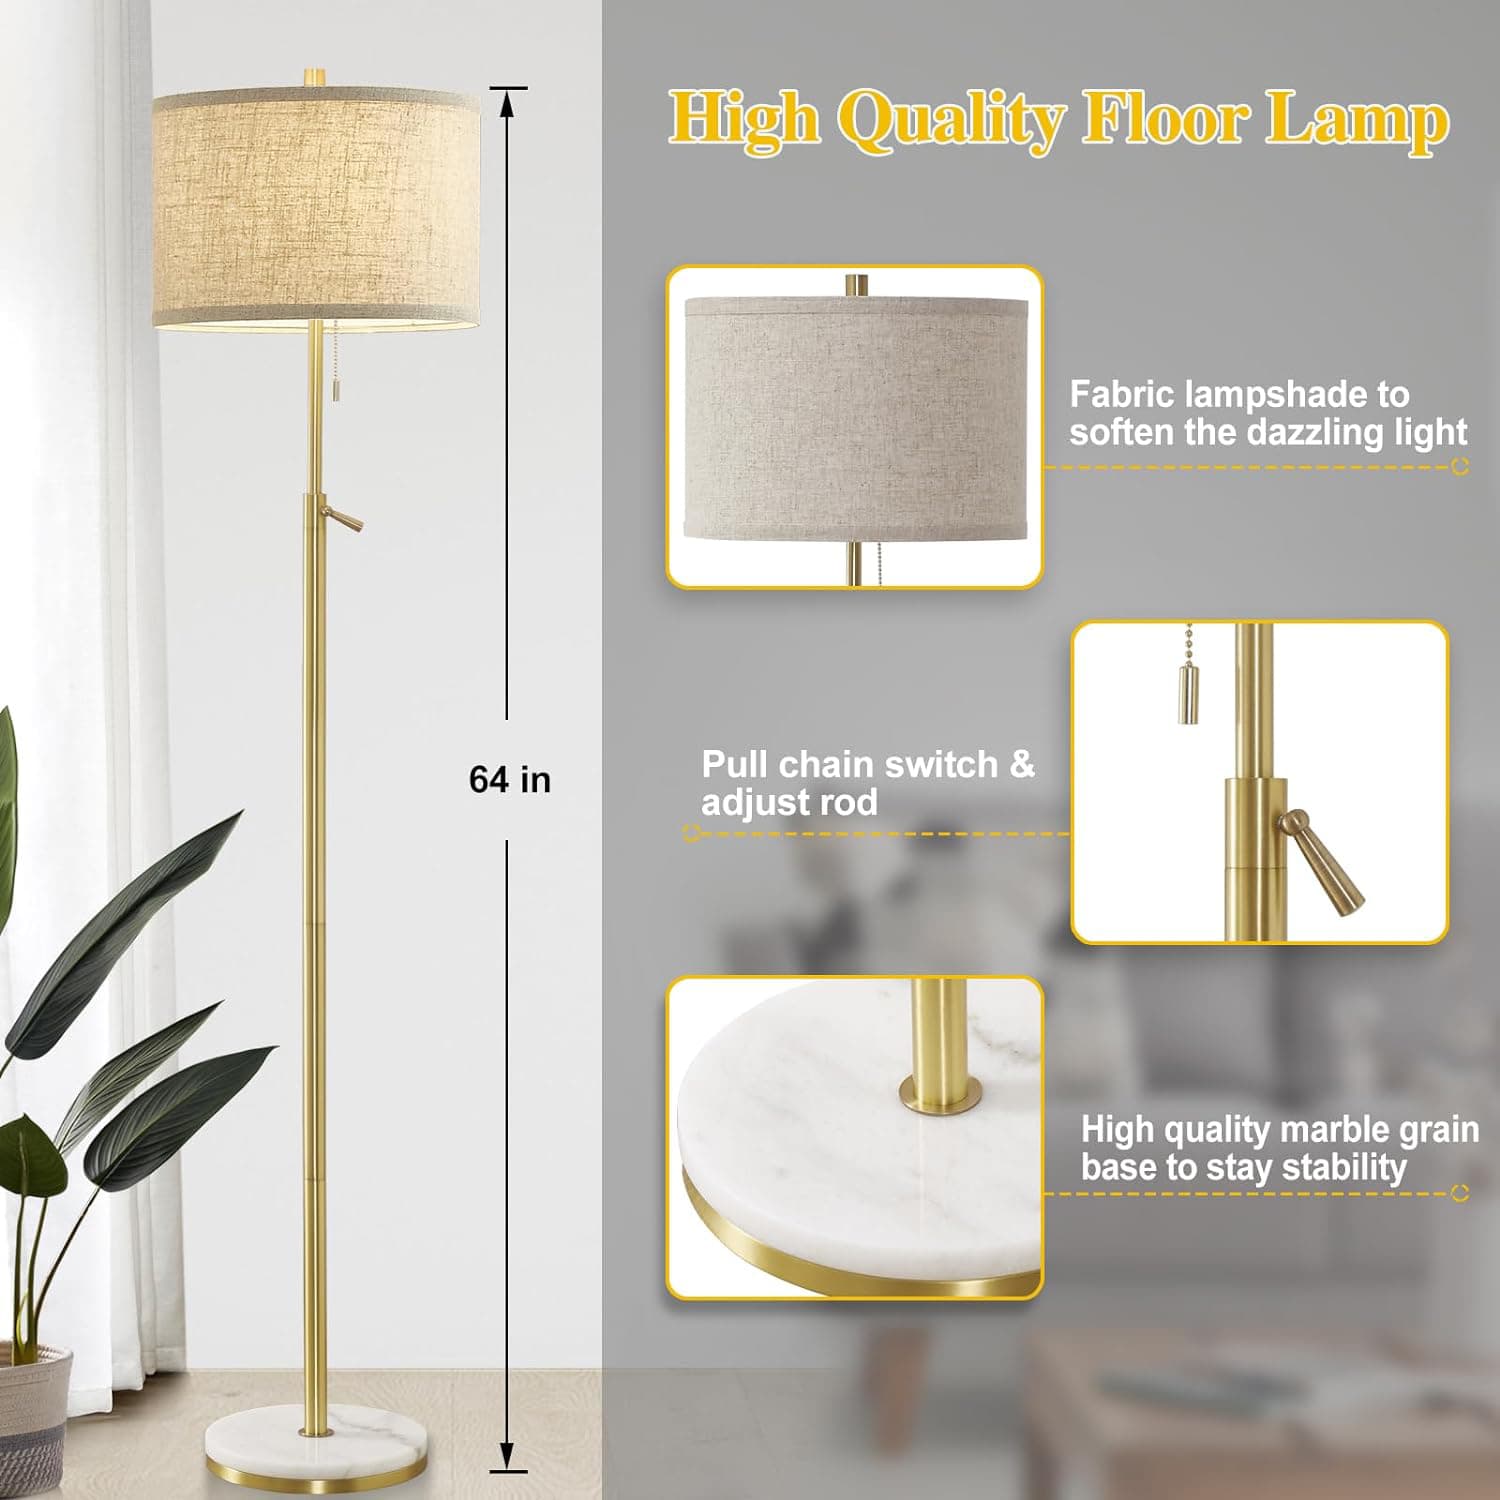 High Quality Floor Lamp
Fabric lampshade to
soften the dazzling light
64 in
Pull chain switch &
adjust rod
High quality marble grain
base to stay stability